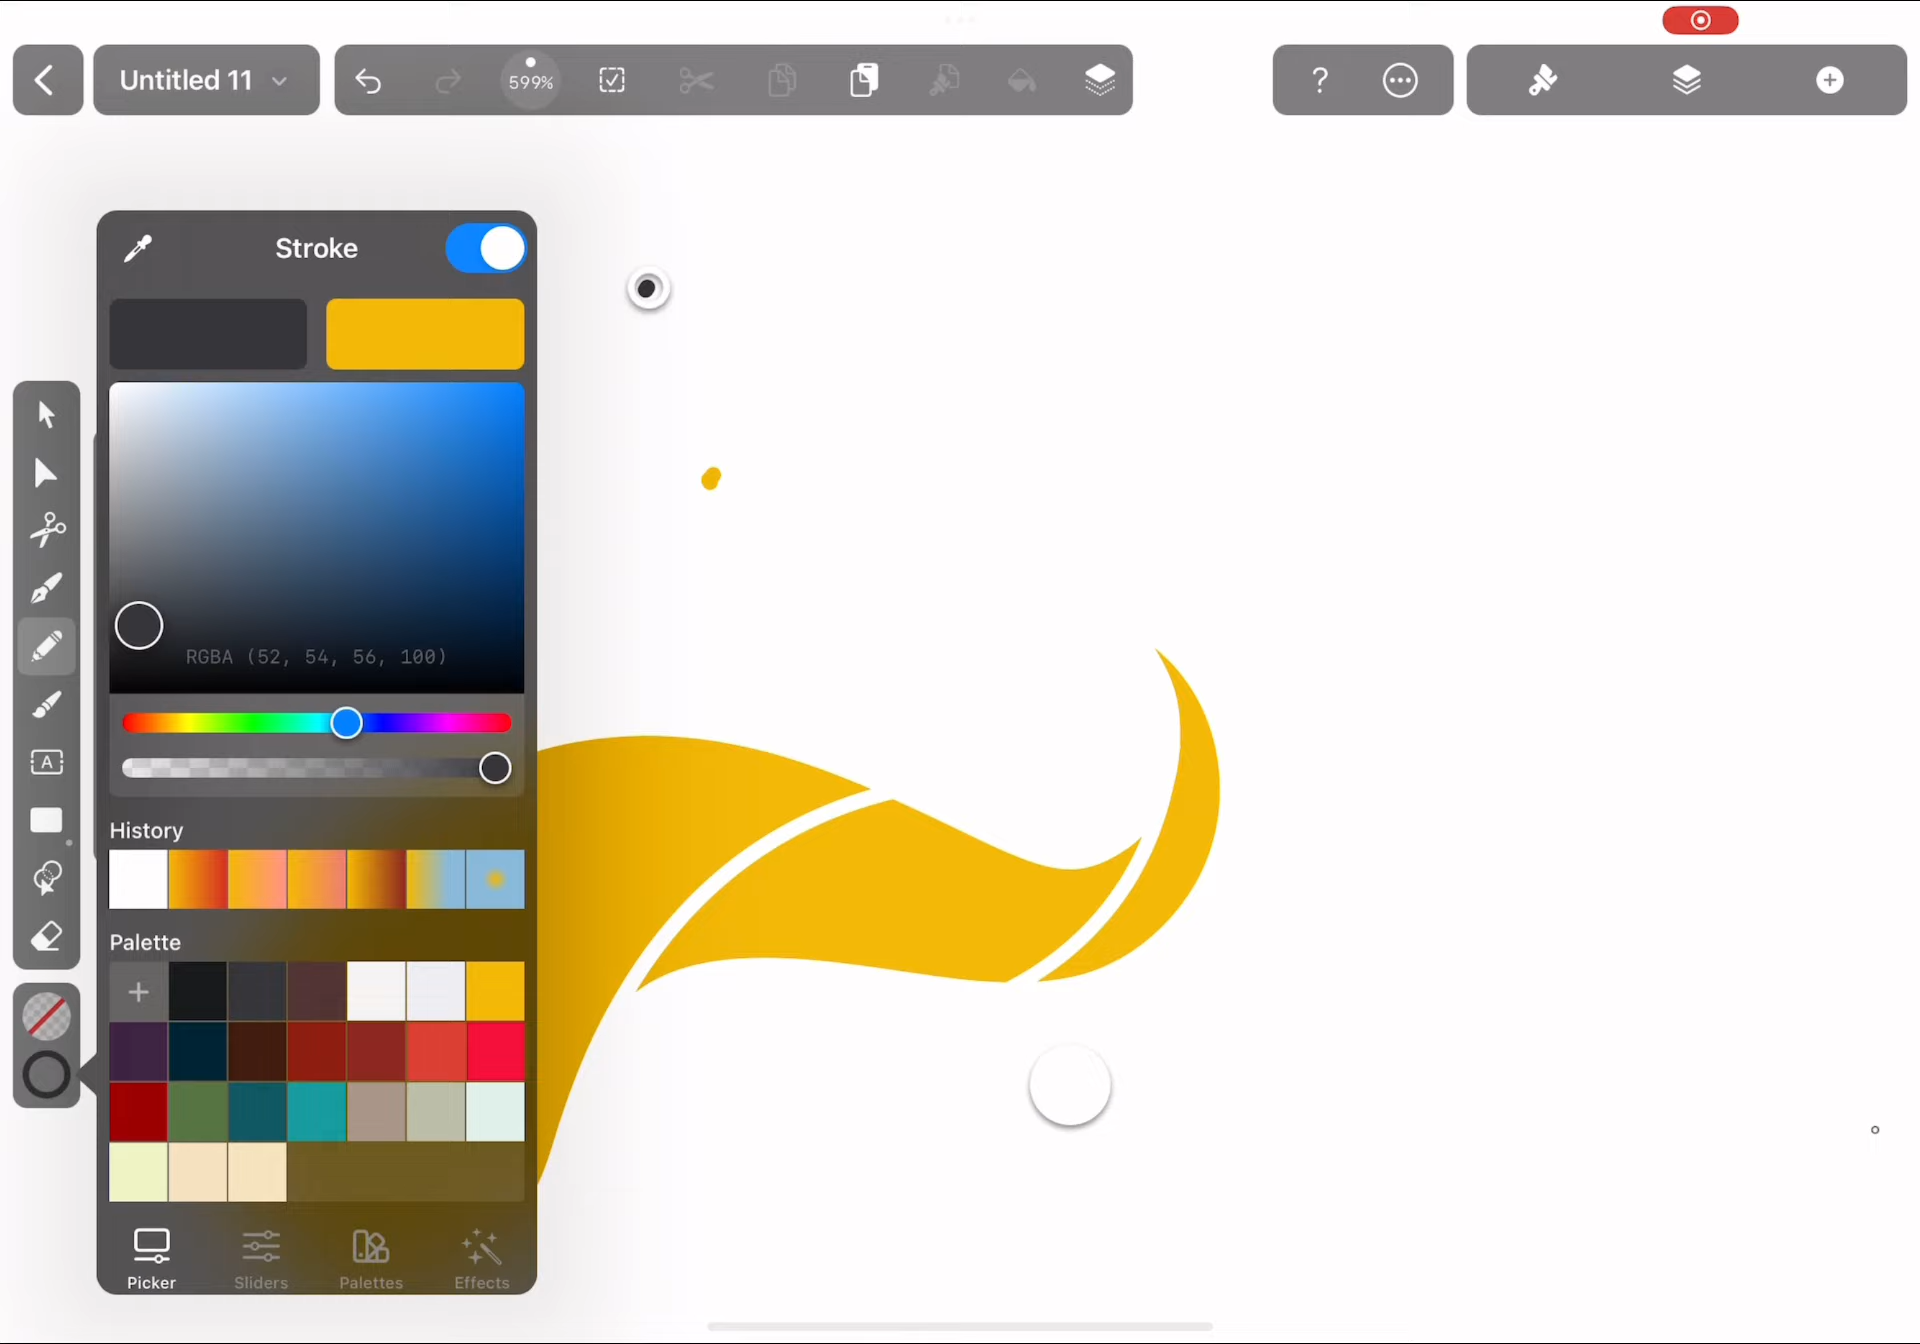 Untitled 11
599%
?
Stroke
RGBA (52, 54, 56, 100)
A
History
Palette
Picker
Sliders
Palettes
Effects